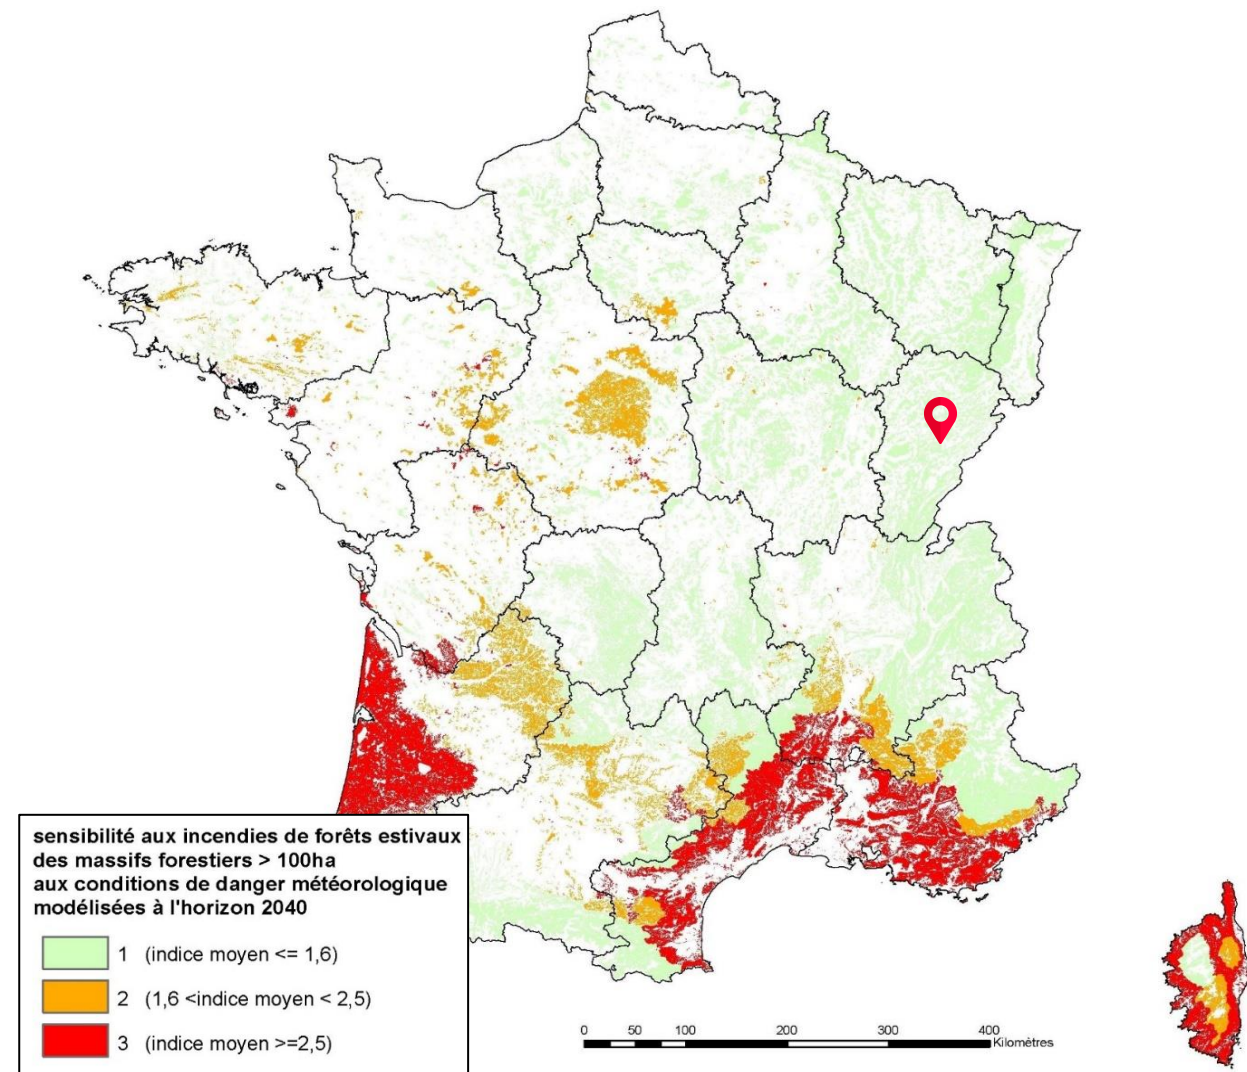 sensibilité aux incendies de forêts estivaux
des massifs forestiers > 100ha
aux conditions de danger météorologique
modélisées à l'horizon 2040
1 (indice moyen <= 1,6)
2 (1,6 <indice moyen < 2,5)
3 (indice moyen >=2,5)
0 50 100 200 300 400
Kilomètres